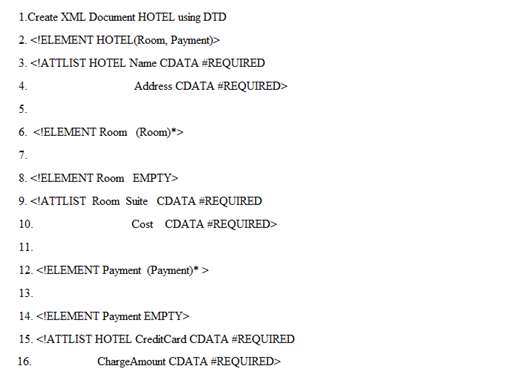 1.Create XML Document HOTEL using DTD
2. <!ELEMENT HOTEL(Room, Payment)>
3. <!ATTLIST HOTEL Name CDATA #REQUIRED
4. Address CDATA #REQUIRED>
5.
6. <!ELEMENT Room (Room)*>
7.
8. <!ELEMENT Room EMPTY>
9. <!ATTLIST Room Suite CDATA #REQUIRED
10. Cost CDATA #REQUIRED>
11.
12. <!ELEMENT Payment (Payment)* >
13.
14. <!ELEMENT Payment EMPTY>
15. <!ATTLIST HOTEL CreditCard CDATA #REQUIRED
16. ChargeAmount CDATA #REQUIRED>